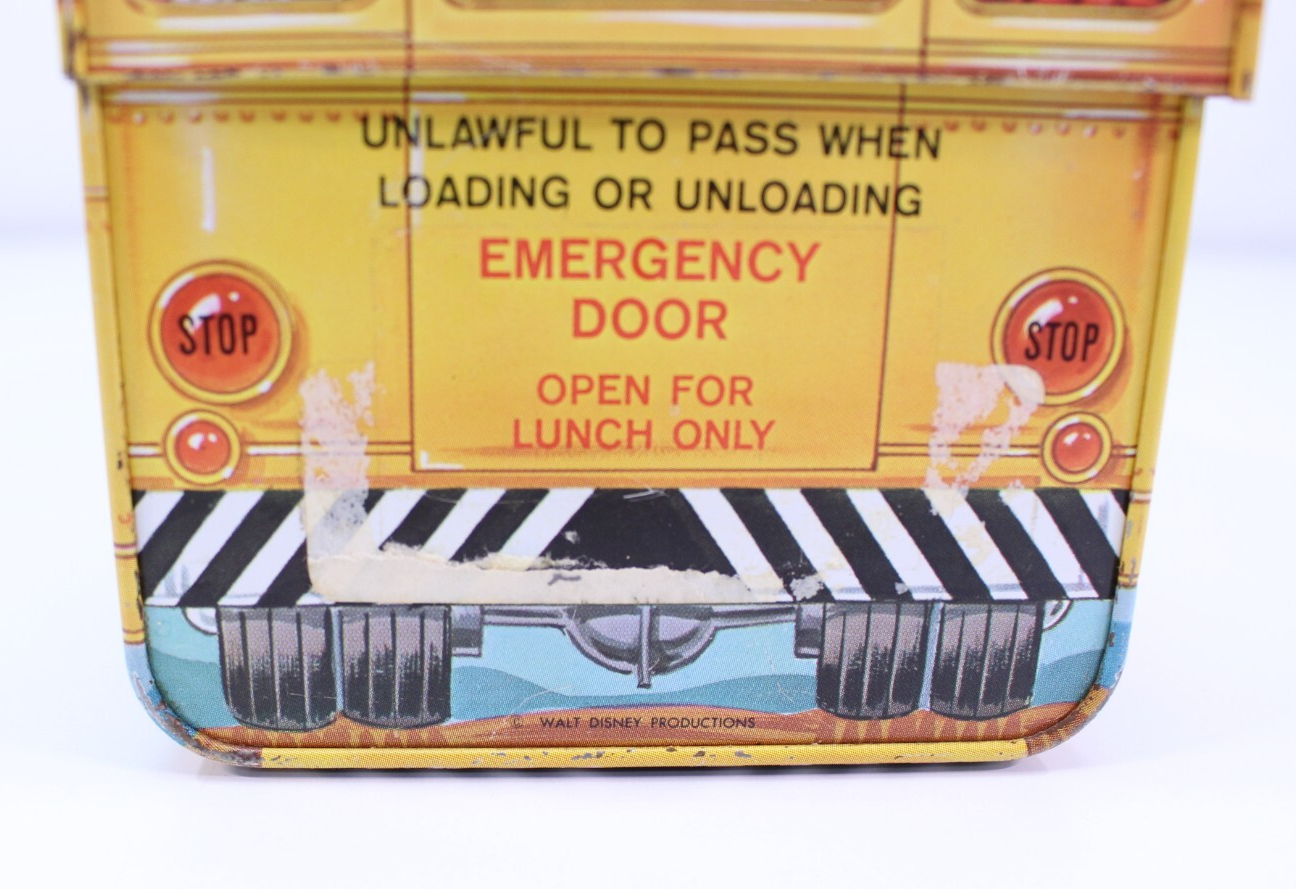 UNLAWFUL TO PASS WHEN
LOADING OR UNLOADING
EMERGENCY
DOOR
STOP
STOP
OPEN FOR
LUNCH ONLY
© WALT DISNEY PRODUCTIONS